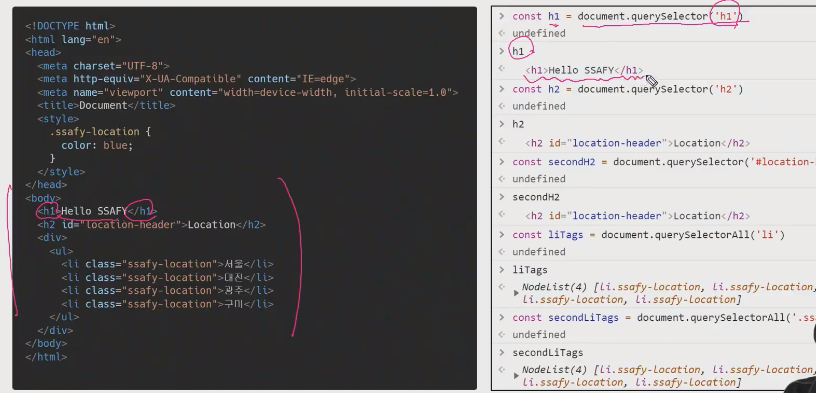 <!DOCTYPE html>
<html lang="en">
<head>
<meta charset="UTF-8">
<meta http-equiv="X-UA-Compatible" content="IE=edge">
<meta name="viewport" content="width=device-width, initial-scale=1.0">
<title>Document</title>
<style>
.ssafy-location {
color: blue;
}
</style>
</head>
<body>
<h1>Hello SSAFY</h1>
<h2 id="location-header">Location</h2>
<div>
<ul>
<li class="ssafy-location">서울</li>
<li class="ssafy-location">대전</li>
<li class="ssafy-location">광주</li>
<li class="ssafy-location">구미</li>
</ul>
</div>
</body>
</html>
> const h1 = document.querySelector('h1')
< undefined
> h1
< <h1>Hello SSAFY</h1>
> const h2 = document.querySelector('h2')
< undefined
> h2
< <h2 id="location-header">Location</h2>
> const secondH2 = document.querySelector('#location-
< undefined
> secondH2
< <h2 id="location-header">Location</h2>
> const liTags = document.querySelectorAll('li')
< undefined
> liTags
< NodeList(4) [li.ssafy-location, li.ssafy-location,
li.ssafy-location, li.ssafy-location]
> const secondLiTags = document.querySelectorAll('.ss
< undefined
> secondLiTags
< NodeList(4) [li.ssafy-location, li.ssafy-location,
li.ssafy-location, li.ssafy-location]